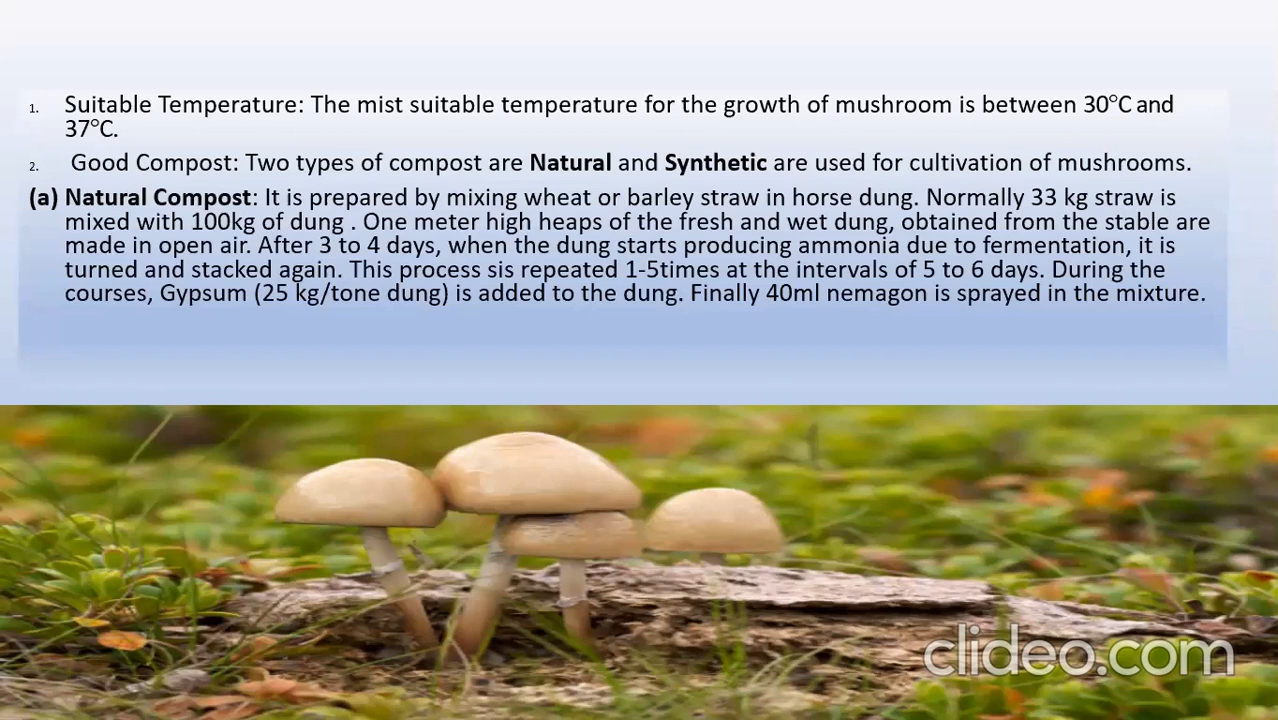 1. Suitable Temperature: The mist suitable temperature for the growth of mushroom is between 30°C and
37°C.
2. Good Compost: Two types of compost are Natural and Synthetic are used for cultivation of mushrooms.
(a) Natural Compost: It is prepared by mixing wheat or barley straw in horse dung. Normally 33 kg straw is
mixed with 100kg of dung . One meter high heaps of the fresh and wet dung, obtained from the stable are
made in open air. After 3 to 4 days, when the dung starts producing ammonia due to fermentation, it is
turned and stacked again. This process sis repeated 1-5times at the intervals of 5 to 6 days. During the
courses, Gypsum (25 kg/tone dung) is added to the dung. Finally 40ml nemagon is sprayed in the mixture.
clideo.com